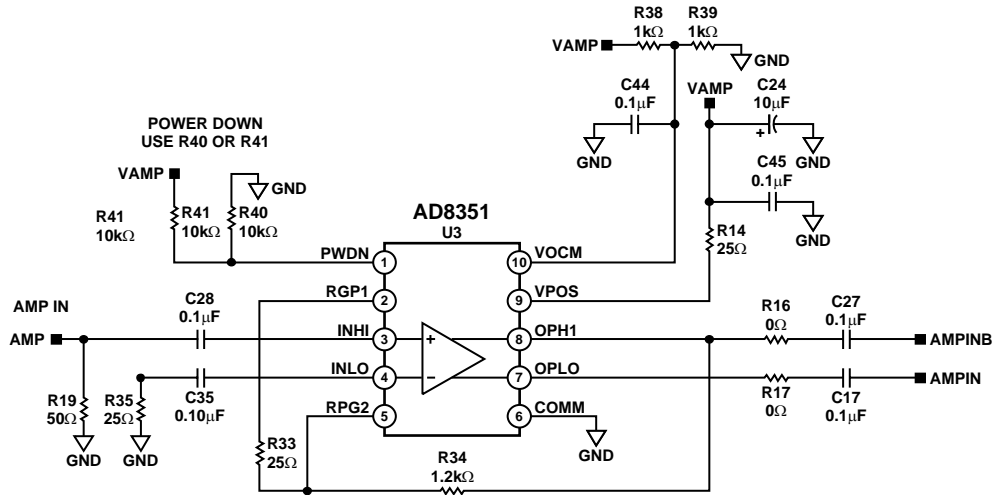 R38
1kΩ
R39
1kΩ
VAMP
GND
C44
0.1μF
VAMP
C24
10μF
+
GND
GND
POWER DOWN
USE R40 OR R41
C45
0.1μF
VAMP
GND
R41
10kΩ
R41
10kΩ
R40
10kΩ
AD8351
U3
R14
25Ω
GND
PWDN
1
10
VOCM
RGP1
2
9
VPOS
AMP IN
C28
0.1μF
R16
0Ω
C27
0.1μF
AMP
INHI
3
+
8
OPH1
AMPINB
INLO
4
−
7
OPLO
AMPIN
R19
50Ω
R35
25Ω
C35
0.10μF
RPG2
5
6
COMM
R17
0Ω
C17
0.1μF
GND
GND
R33
25Ω
R34
1.2kΩ
GND